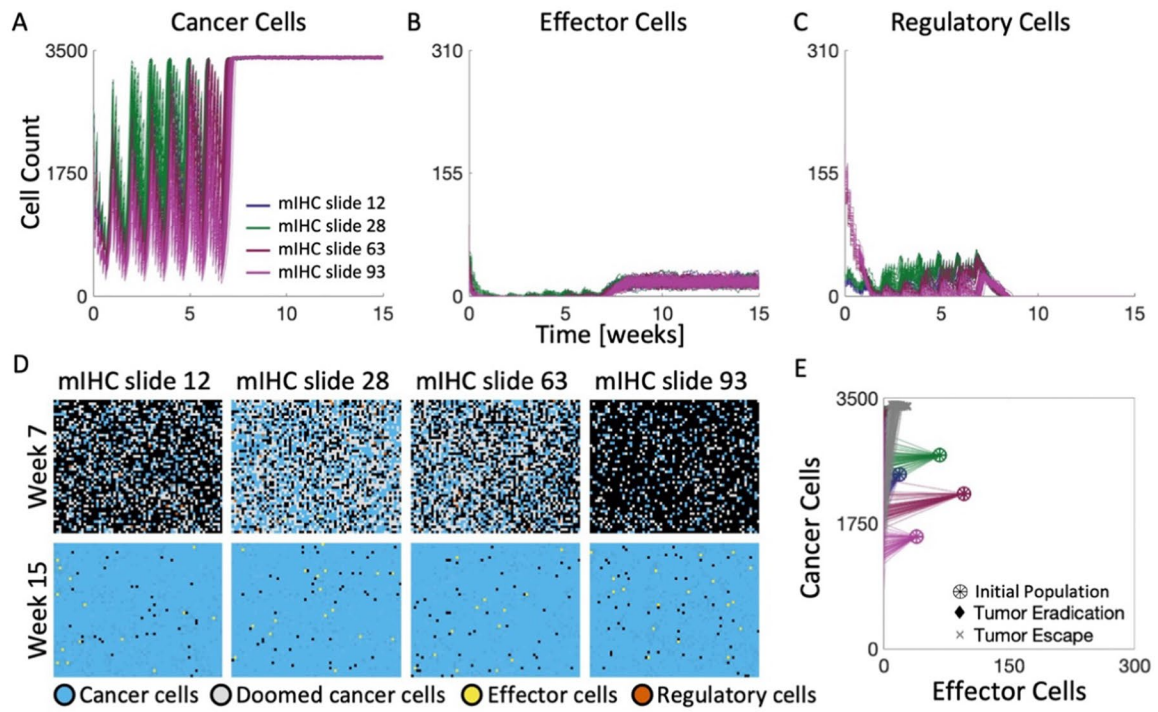 A Cancer Cells
B Effector Cells
C Regulatory Cells
3500
1750
0
Cell Count
mIHC slide 12
mIHC slide 28
mIHC slide 63
mIHC slide 93
0 5 10 15
310
155
0
0 5 10 15
310
155
0
0 5 10 15
Time [weeks]
D
mIHC slide 12 mIHC slide 28 mIHC slide 63 mIHC slide 93
Week 7
Week 15
Cancer cells Doomed cancer cells Effector cells Regulatory cells
E
3500
1750
0
Cancer Cells
Initial Population
Tumor Eradication
Tumor Escape
0 150 300
Effector Cells